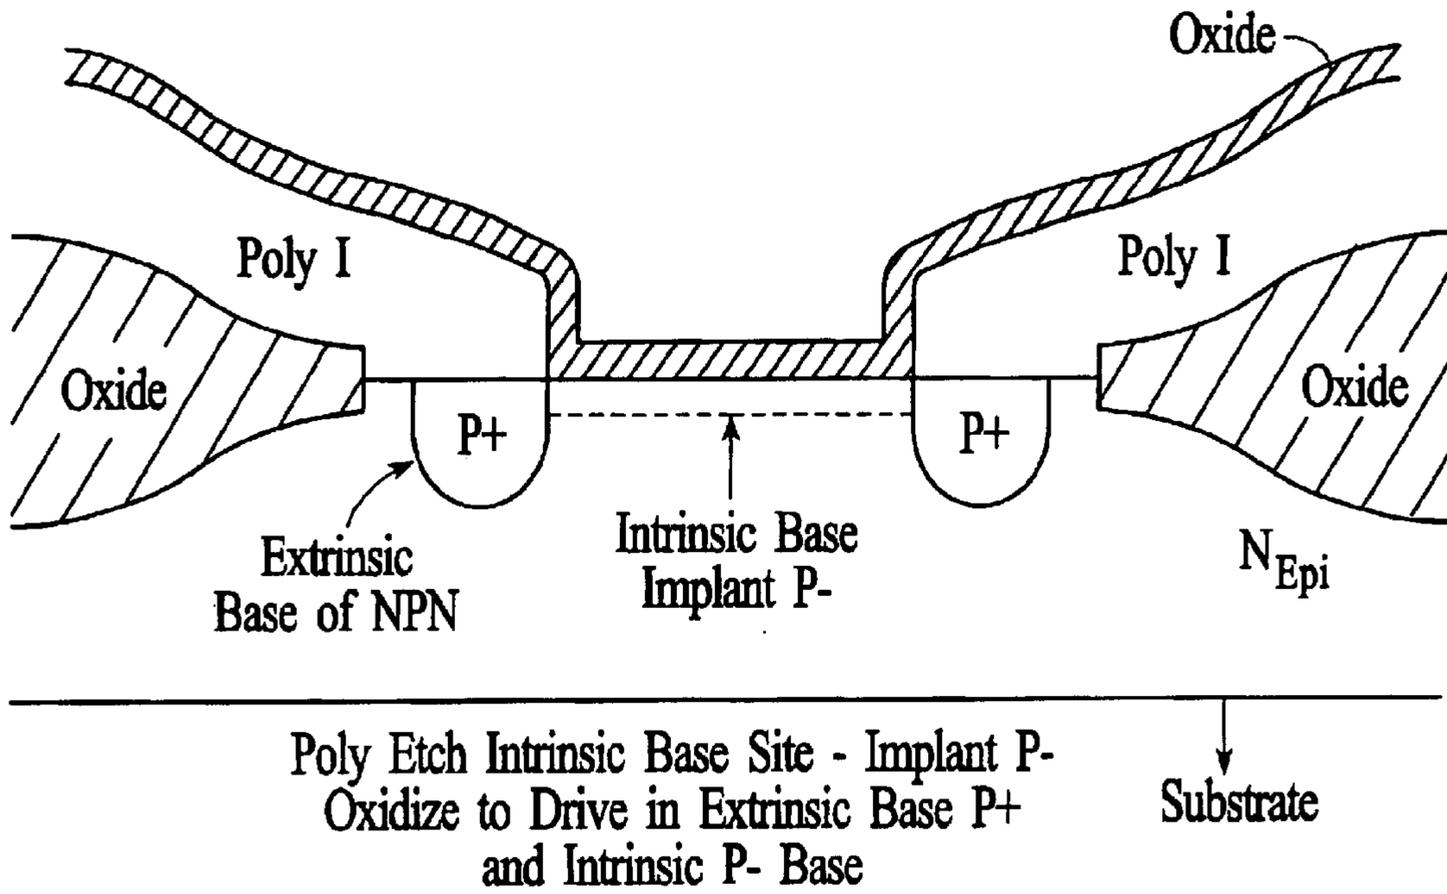 Oxide
Poly I
Poly I
Oxide
Oxide
P+
P+
Extrinsic
Base of NPN
Intrinsic Base
Implant P-
NEpi
Poly Etch Intrinsic Base Site - Implant P-
Oxidize to Drive in Extrinsic Base P+
and Intrinsic P- Base
Substrate